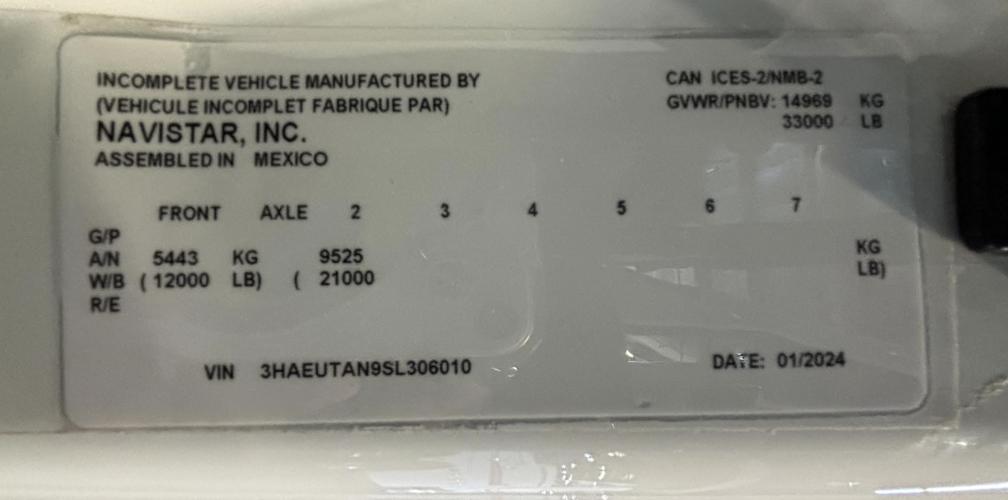 INCOMPLETE VEHICLE MANUFACTURED BY
(VEHICULE INCOMPLET FABRIQUE PAR)
NAVISTAR, INC.
ASSEMBLED IN MEXICO
CAN ICES-2/NMB-2
GVWR/PNBV: 14969 KG
33000 LB
FRONT AXLE 2 3 4 5 6 7
G/P
A/N 5443 KG 9525 KG
W/B ( 12000 LB) ( 21000 LB)
R/E
VIN 3HAEUTAN9SL306010 DATE: 01/2024